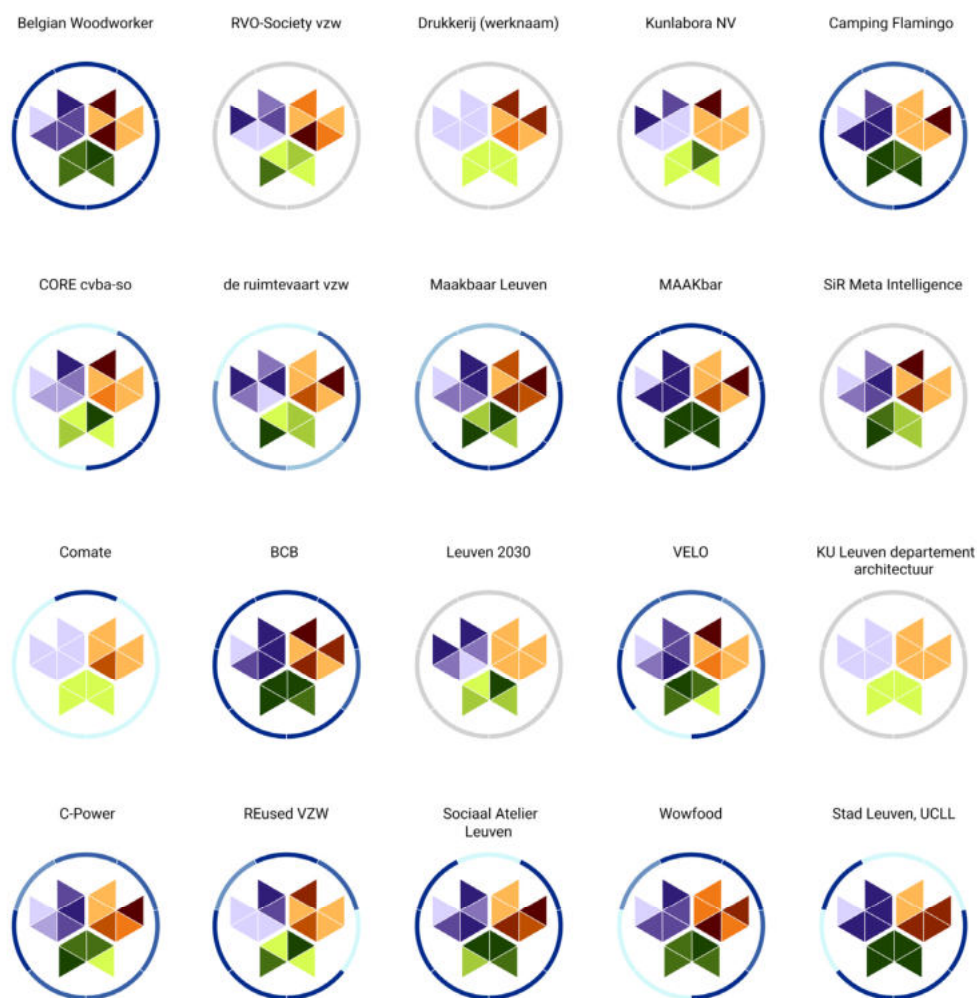 Belgian Woodworker
RVO-Society vzw
Drukkerij (werknaam)
Kunlabora NV
Camping Flamingo
CORE cvba-so
de ruimtevaart vzw
Maakbaar Leuven
MAAKbar
SiR Meta Intelligence
Comate
BCB
Leuven 2030
VELO
KU Leuven departement
architectuur
C-Power
REused VZW
Sociaal Atelier
Leuven
Wowfood
Stad Leuven, UCLL